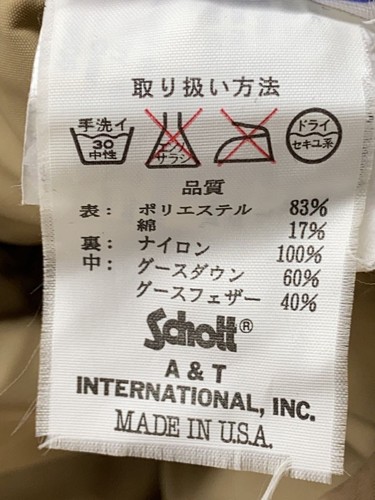 取り扱い方法
手洗イ
30
中性
エンソ
サラシ
ドライ
セキユ系
品質
表: ポリエステル 83%
綿 17%
裏: ナイロン 100%
中: グースダウン 60%
グースフェザー 40%
Schott®
A & T
INTERNATIONAL, INC.
MADE IN U.S.A.